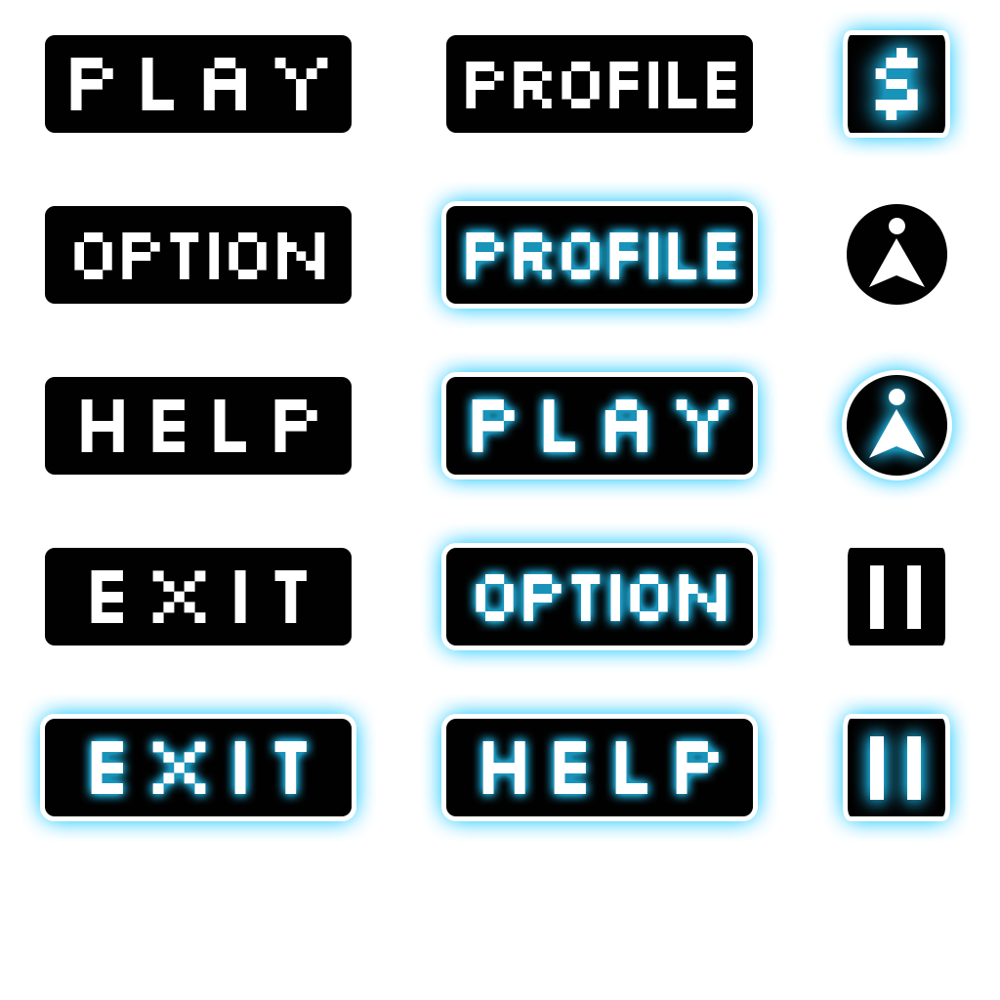 PLAY PROFILE $
OPTION PROFILE
HELP PLAY
EXIT OPTION
EXIT HELP